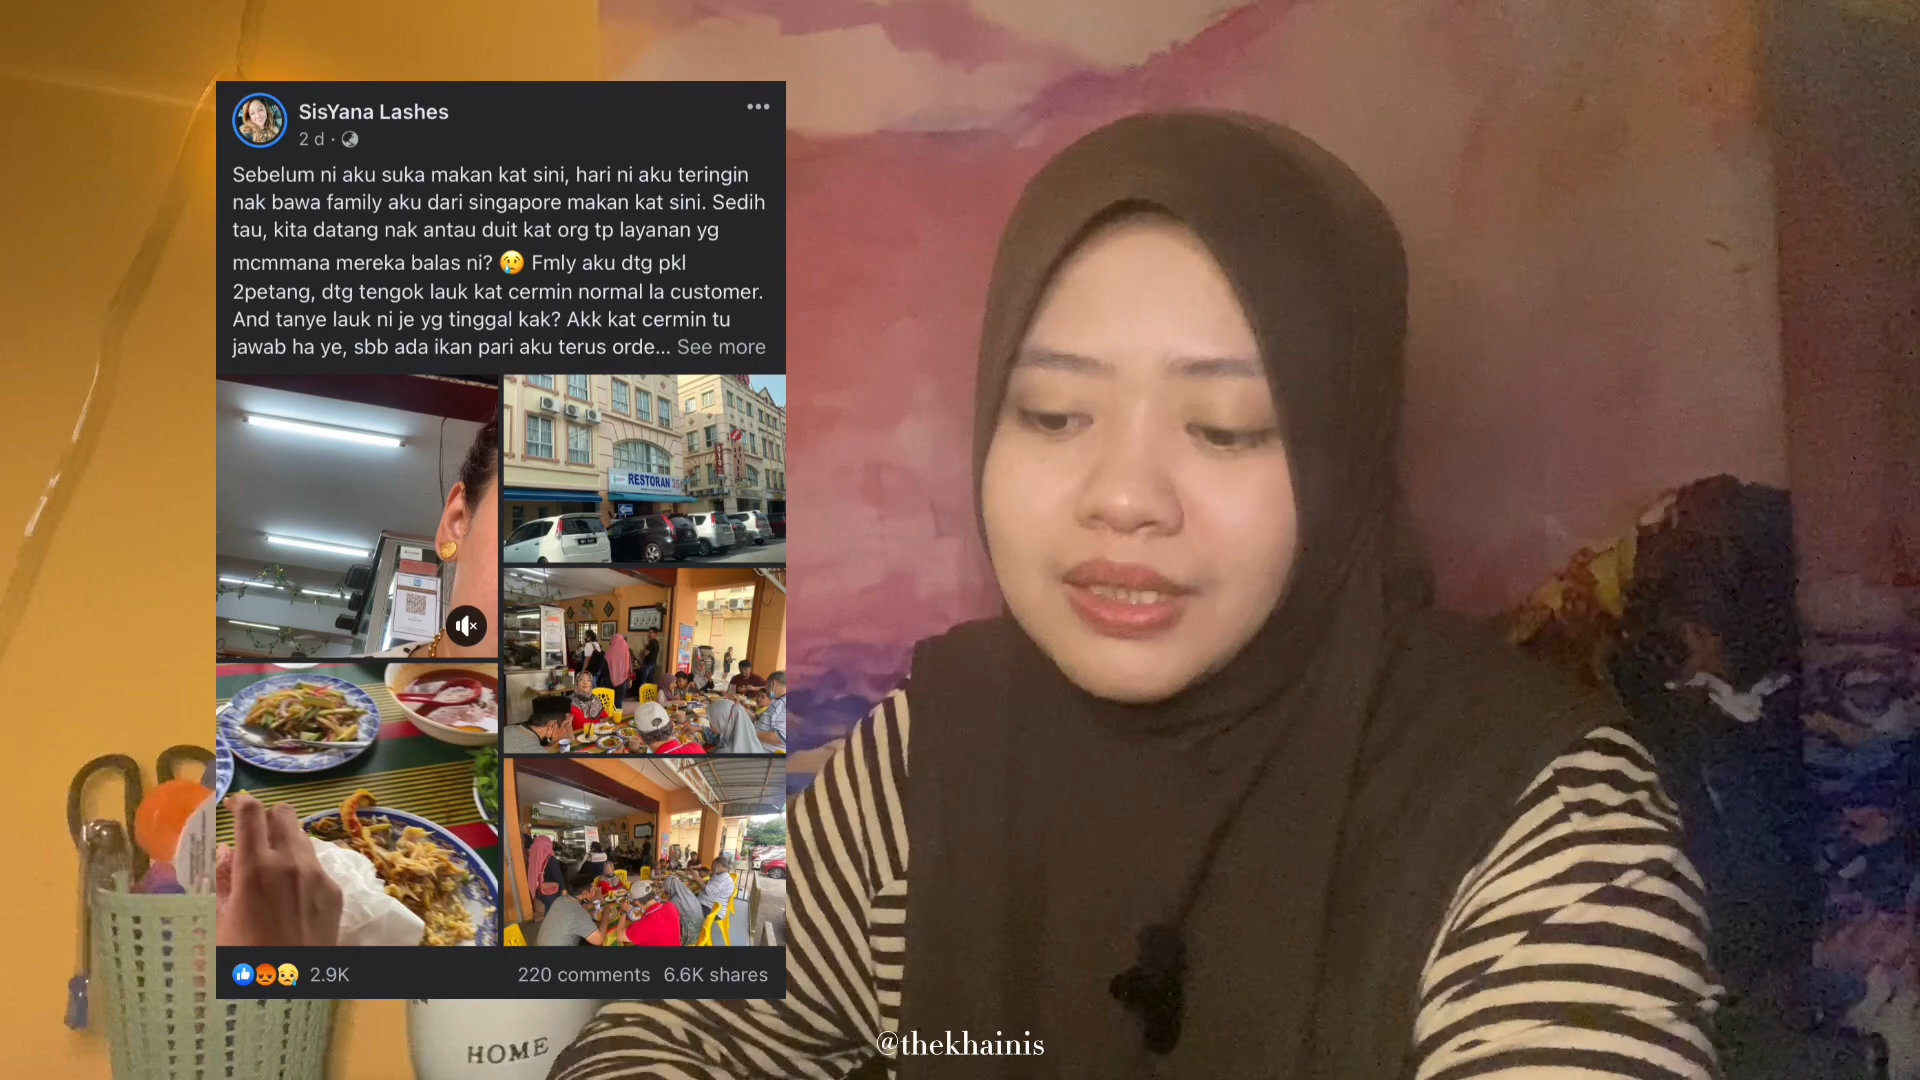 SisYana Lashes
2 d ·
Sebelum ni aku suka makan kat sini, hari ni aku teringin
nak bawa family aku dari singapore makan kat sini. Sedih
tau, kita datang nak antau duit kat org tp layanan yg
mcmmana mereka balas ni? 😢 Fmly aku dtg pkl
2petang, dtg tengok lauk kat cermin normal la customer.
And tanye lauk ni je yg tinggal kak? Akk kat cermin tu
jawab ha ye, sbb ada ikan pari aku terus orde... See more
RESTORAN
2.9K
220 comments 6.6K shares
HOME
@thekhainis